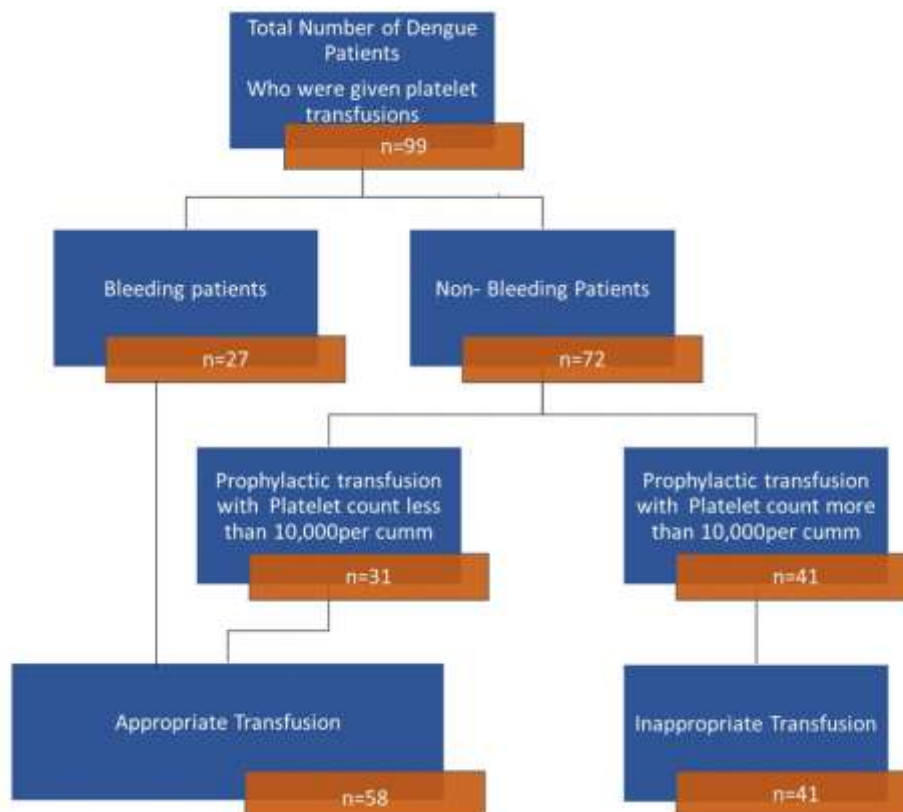 Total Number of Dengue
Patients
Who were given platelet
transfusions
n=99
Bleeding patients
n=27
Non- Bleeding Patients
n=72
Prophylactic transfusion
with Platelet count less
than 10,000per cumm
n=31
Prophylactic transfusion
with Platelet count more
than 10,000per cumm
n=41
Appropriate Transfusion
n=58
Inappropriate Transfusion
n=41